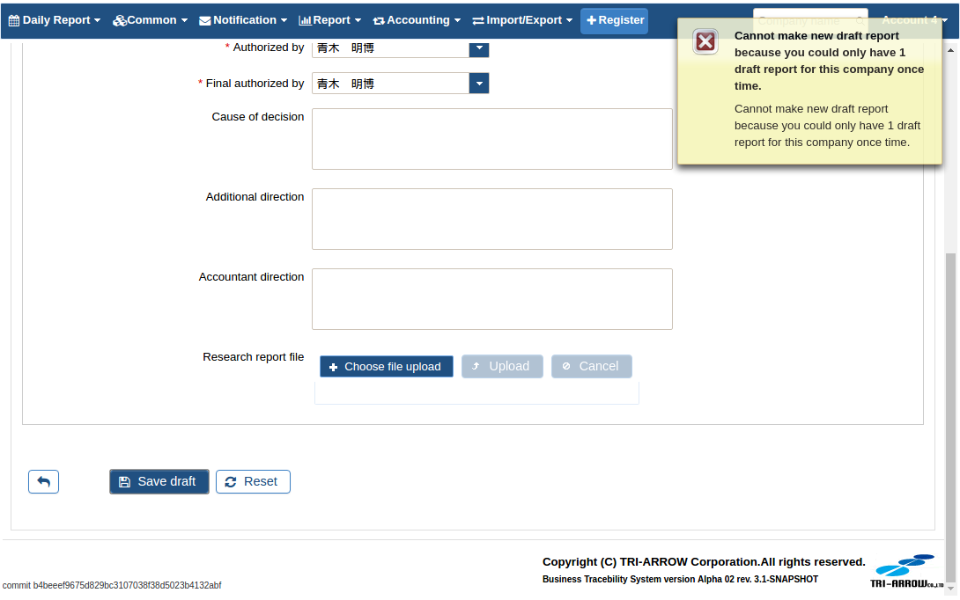 Daily Report Common Notification Report Accounting Import/Export Register Account 4
Cannot make new draft report
because you could only have 1
draft report for this company once
time.
Cannot make new draft report
because you could only have 1 draft
report for this company once time.
* Authorized by 青木 明博
* Final authorized by 青木 明博
Cause of decision
Additional direction
Accountant direction
Research report file
Choose file upload Upload Cancel
Save draft Reset
Copyright (C) TRI-ARROW Corporation.All rights reserved.
Business Tracebility System version Alpha 02 rev. 3.1-SNAPSHOT
TRI-ARROW Co.,LTD
commit b4beeef9675d829bc3107038f38d5023b4132abf